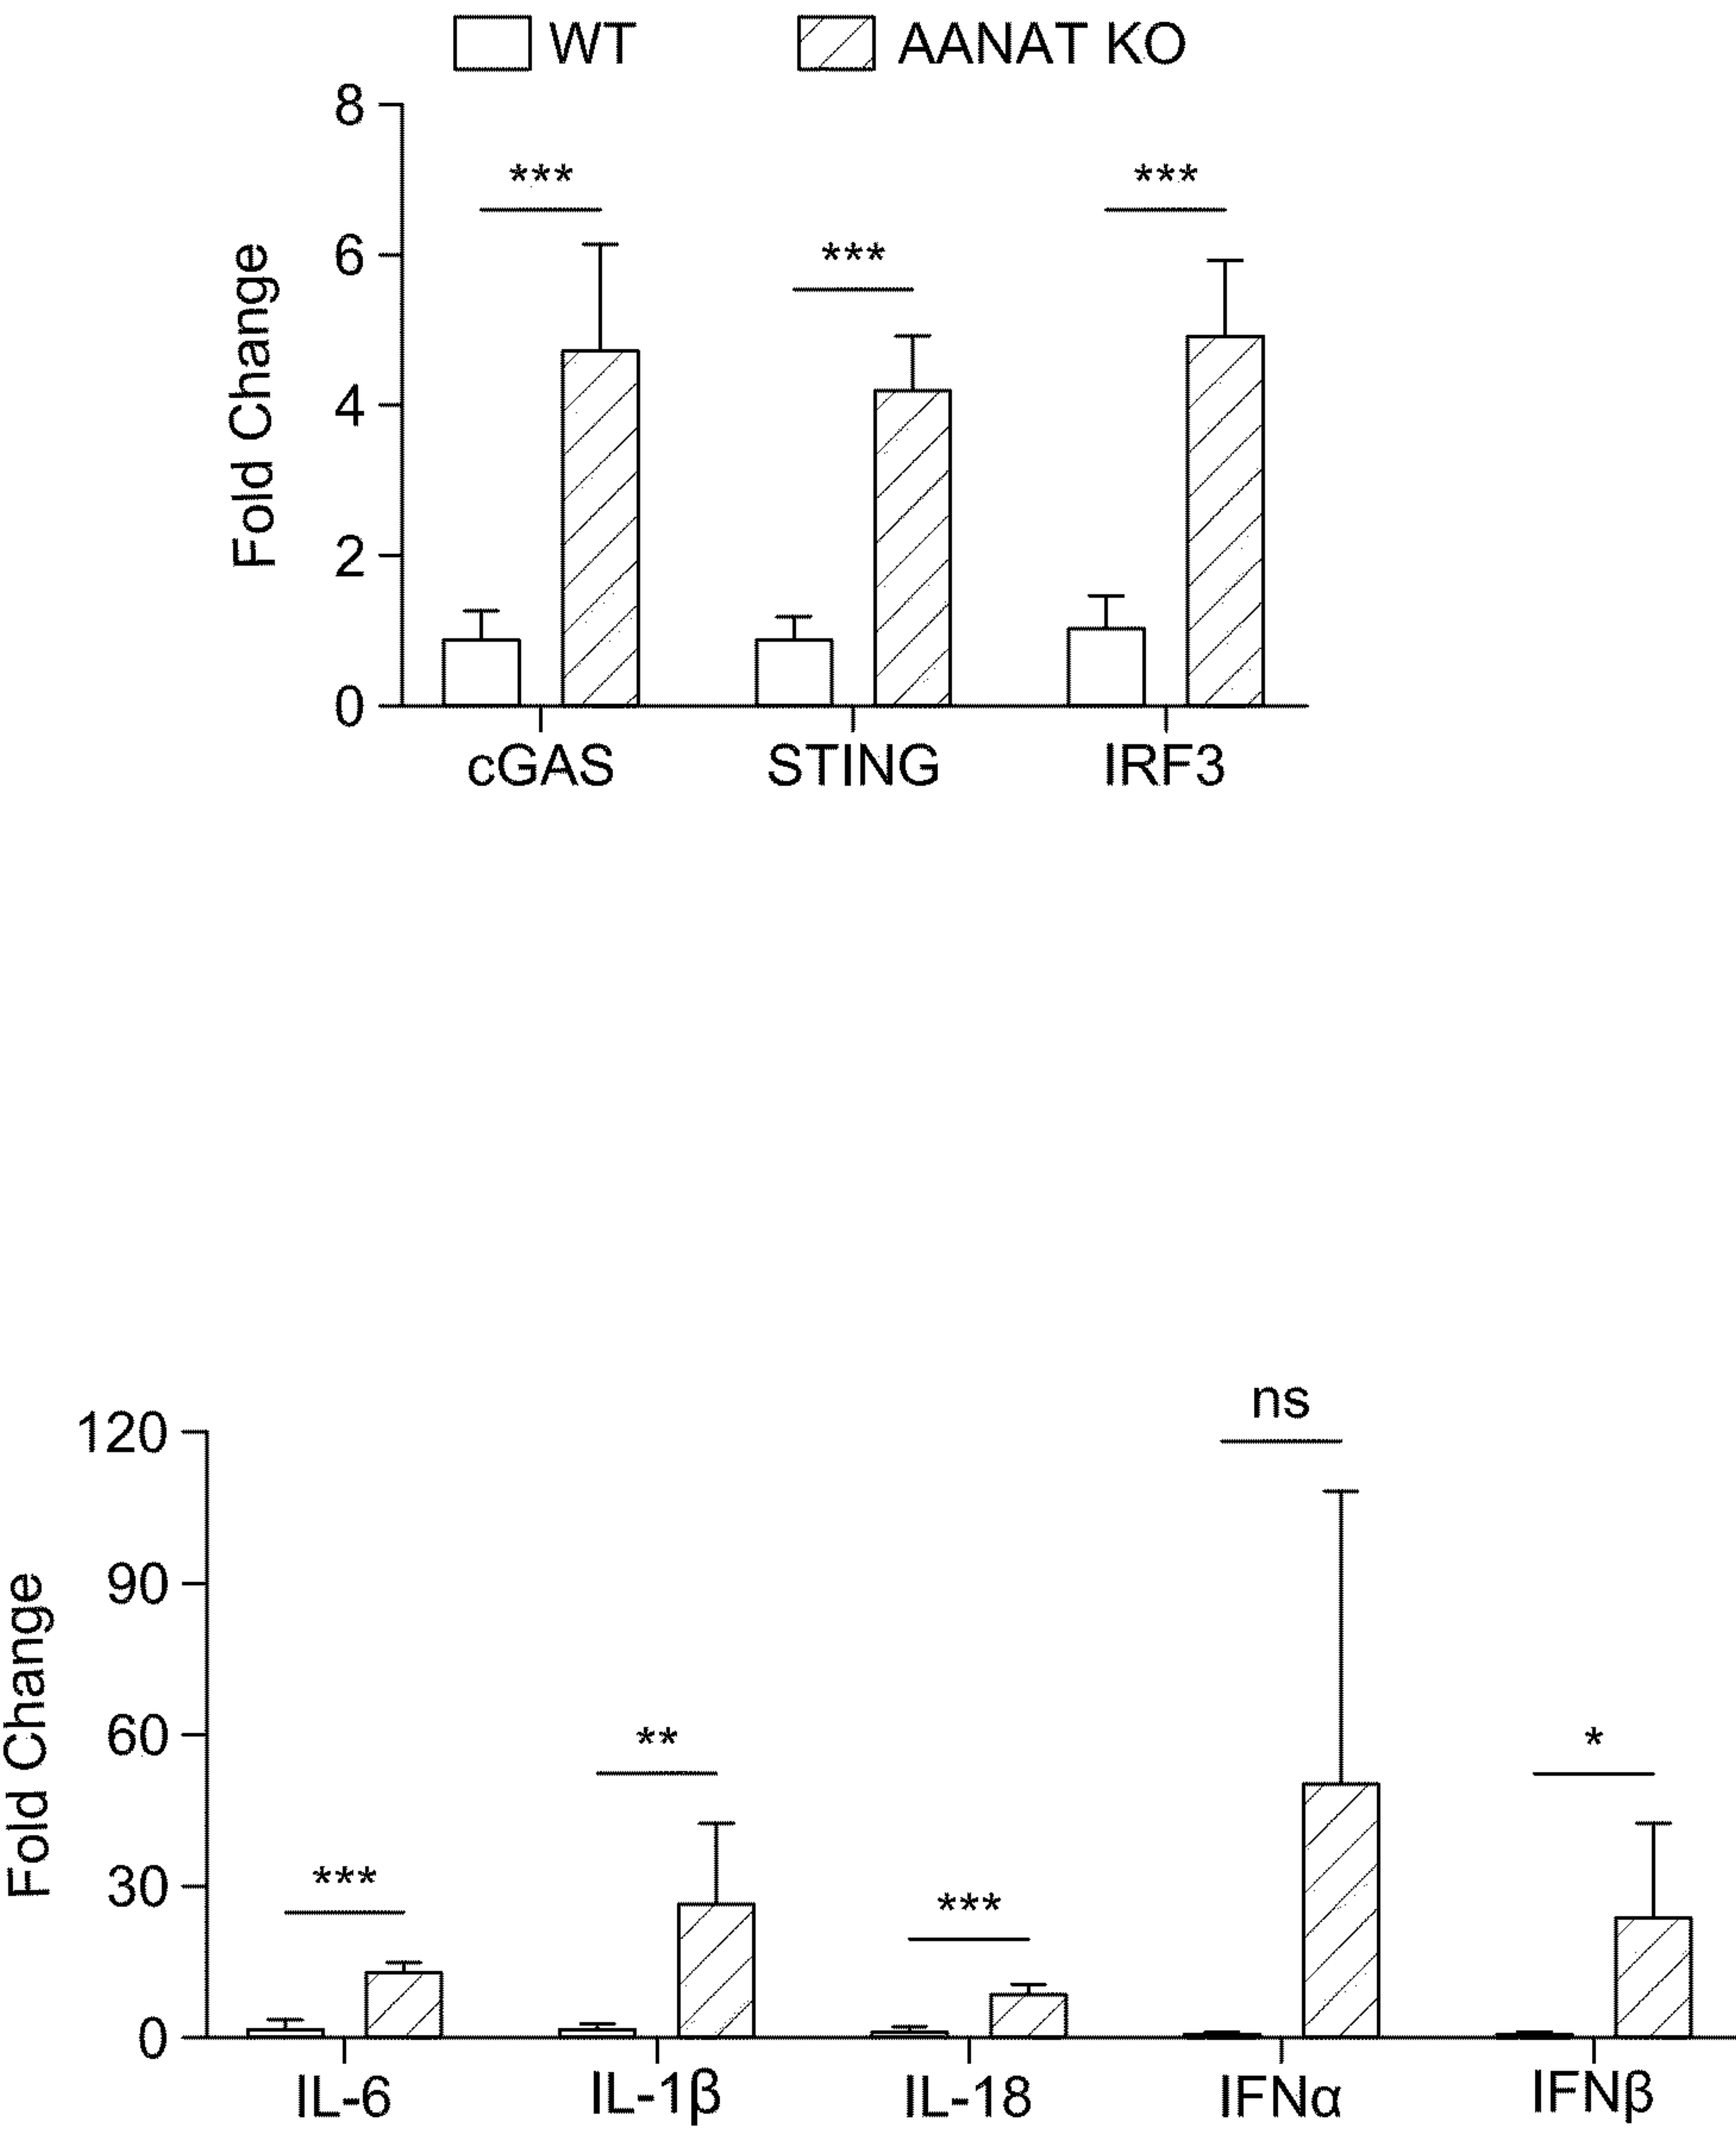 WT AANAT KO
8
*** ***
Fold Change
6
***
4
2
0
cGAS STING IRF3
ns
120
Fold Change
90
60
** *
30
*** ***
0
IL-6 IL-1β IL-18 IFNα IFNβ